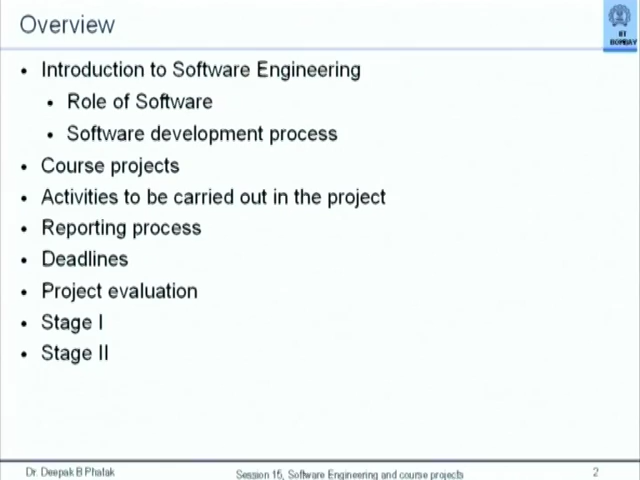 Overview
IIT
BOMBAY
• Introduction to Software Engineering
• Role of Software
• Software development process
• Course projects
• Activities to be carried out in the project
• Reporting process
• Deadlines
• Project evaluation
• Stage I
• Stage II
Dr. Deepak B Phatak
Session 15, Software Engineering and course projects
2